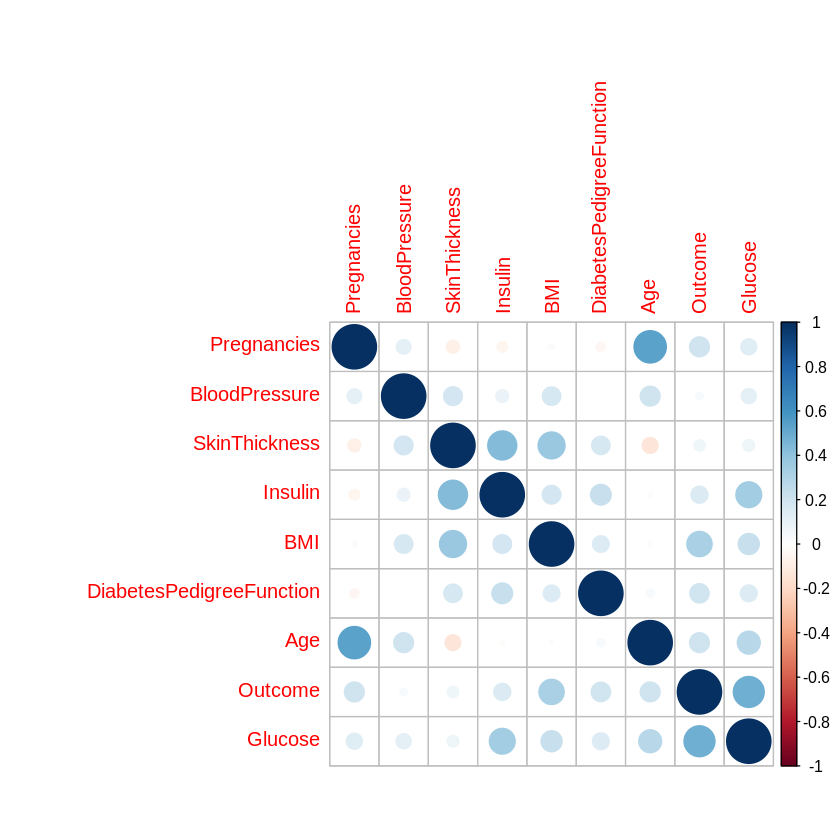 Pregnancies
BloodPressure
SkinThickness
Insulin
BMI
DiabetesPedigreeFunction
Age
Outcome
Glucose
Pregnancies
BloodPressure
SkinThickness
Insulin
BMI
DiabetesPedigreeFunction
Age
Outcome
Glucose
1
0.8
0.6
0.4
0.2
0
-0.2
-0.4
-0.6
-0.8
-1